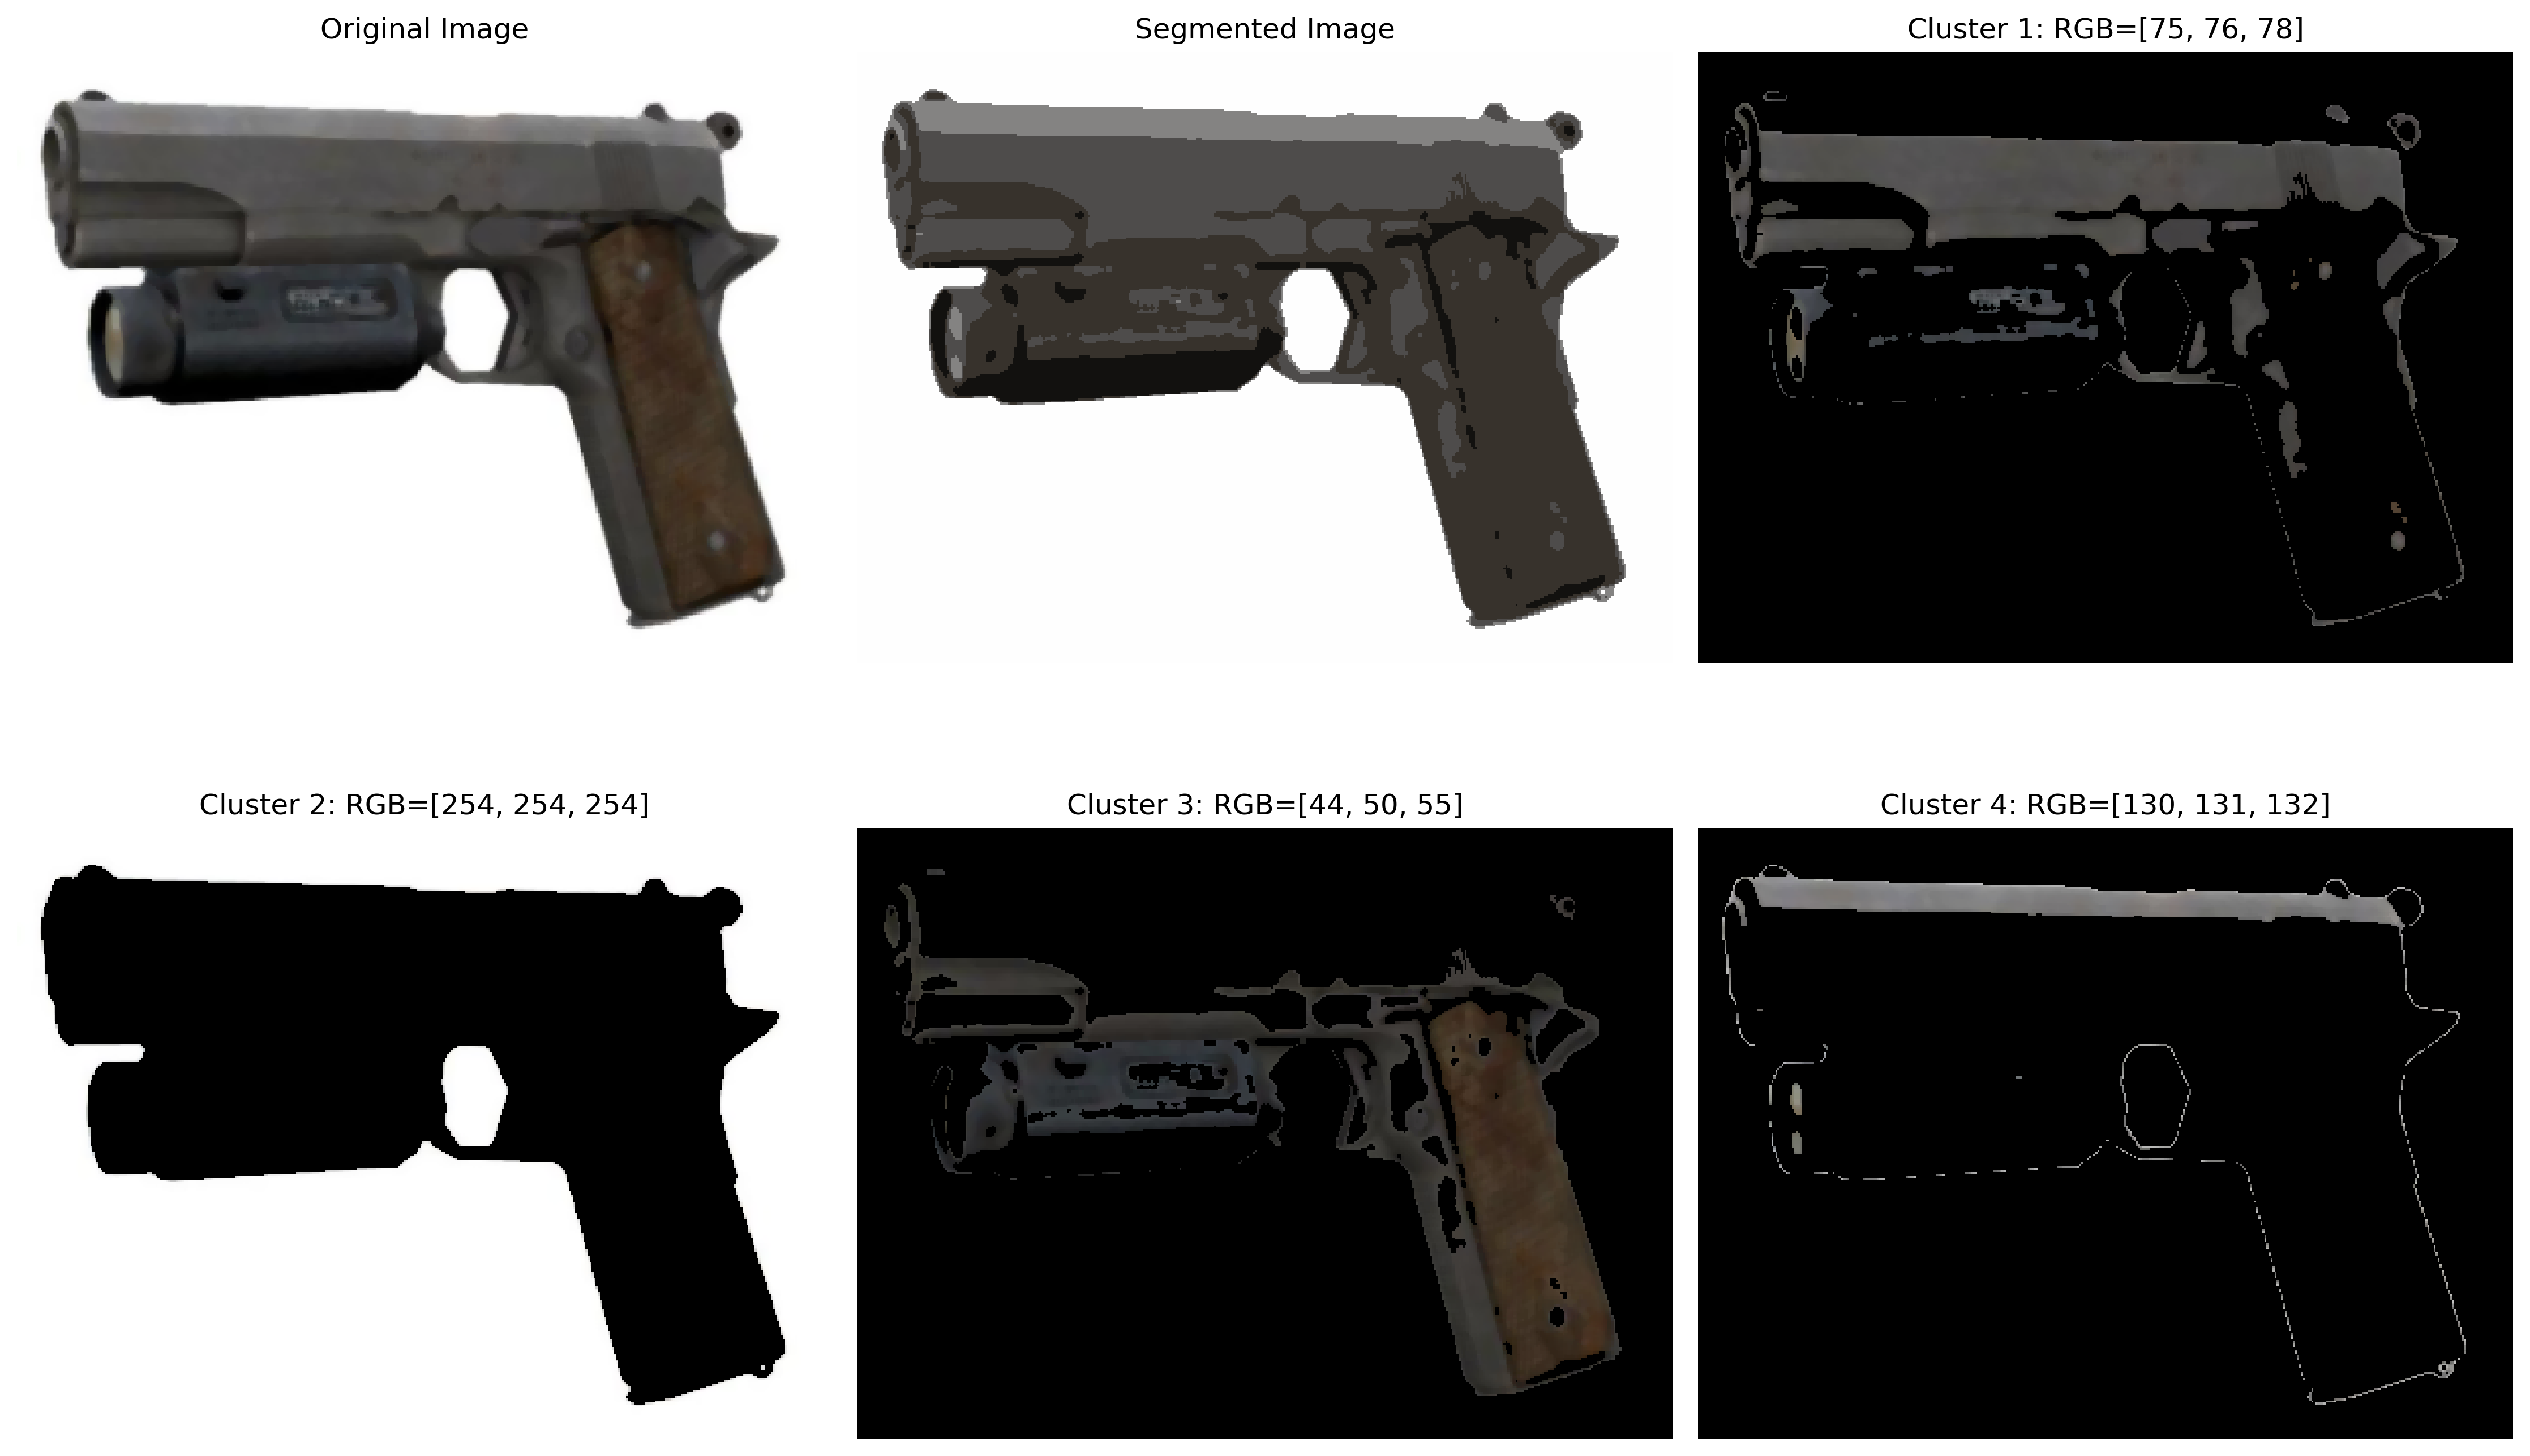 Original Image
Segmented Image
Cluster 1: RGB=[75, 76, 78]
Cluster 2: RGB=[254, 254, 254]
Cluster 3: RGB=[44, 50, 55]
Cluster 4: RGB=[130, 131, 132]